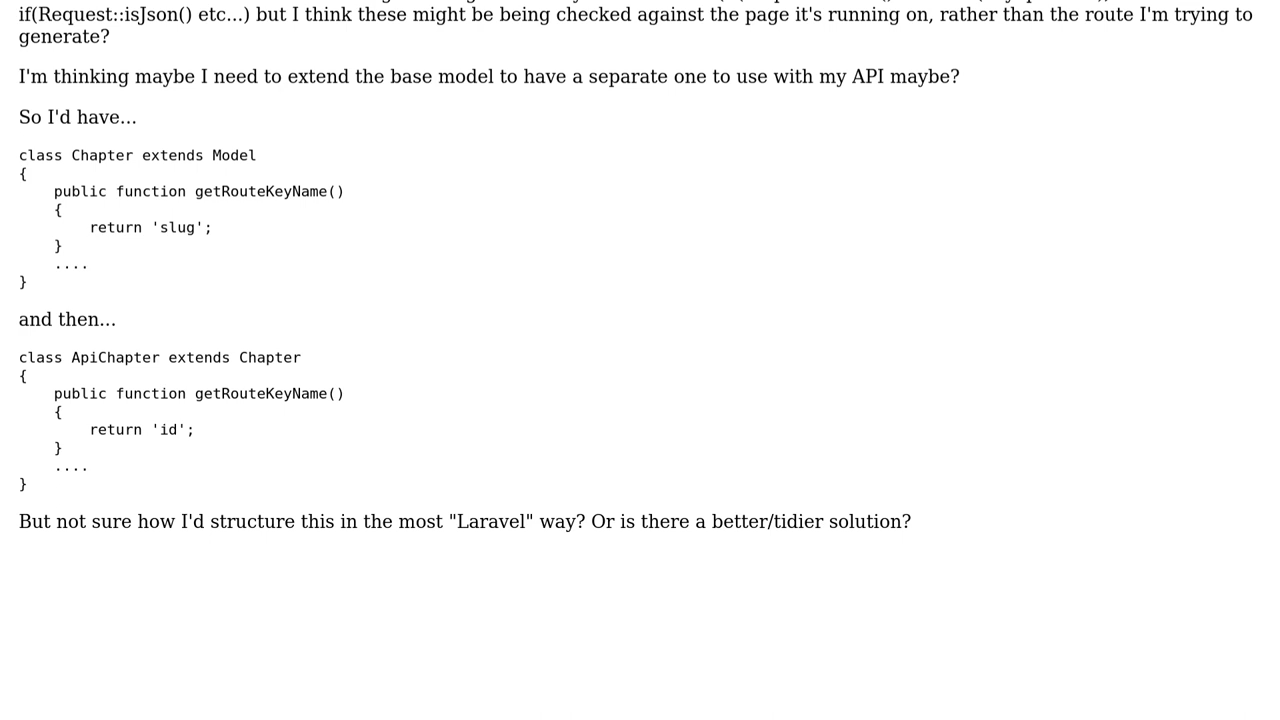 if(Request::isJson() etc...) but I think these might be being checked against the page it's running on, rather than the route I'm trying to
generate?
I'm thinking maybe I need to extend the base model to have a separate one to use with my API maybe?
So I'd have...
class Chapter extends Model
{
    public function getRouteKeyName()
    {
        return 'slug';
    }
    ....
}
and then...
class ApiChapter extends Chapter
{
    public function getRouteKeyName()
    {
        return 'id';
    }
    ....
}
But not sure how I'd structure this in the most "Laravel" way? Or is there a better/tidier solution?